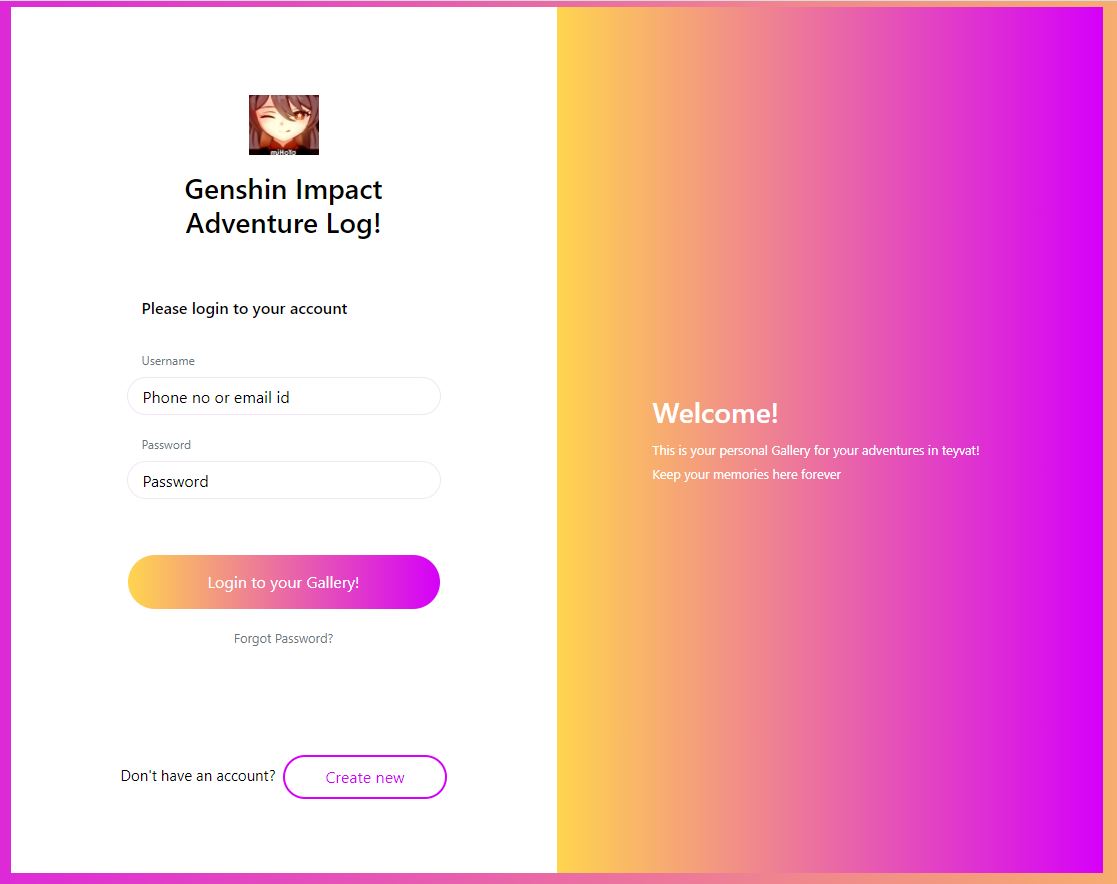 miHoYo
Genshin Impact
Adventure Log!
Please login to your account
Username
Phone no or email id
Password
Password
Login to your Gallery!
Forgot Password?
Don't have an account?
Create new
Welcome!
This is your personal Gallery for your adventures in teyvat!
Keep your memories here forever